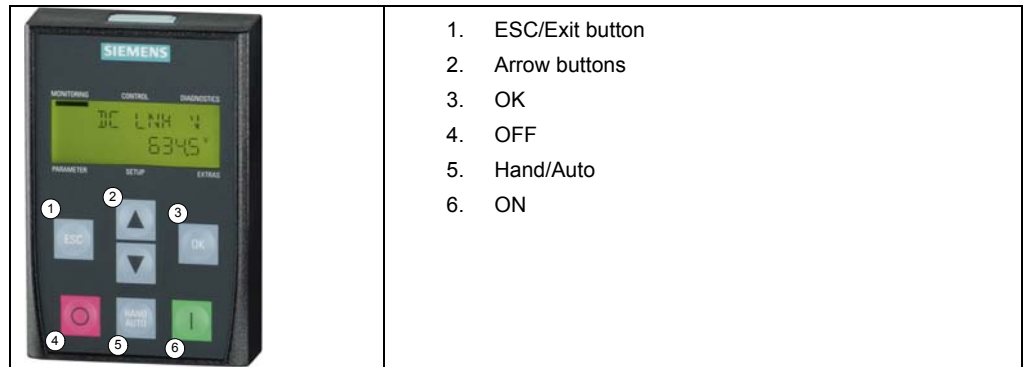 SIEMENS
MONITORING CONTROL DIAGNOSTICS
DC LNK V
634,5 V
PARAMETER SETUP EXTRAS
1 2 3
ESC OK
HAND
AUTO
4 5 6
1. ESC/Exit button
2. Arrow buttons
3. OK
4. OFF
5. Hand/Auto
6. ON